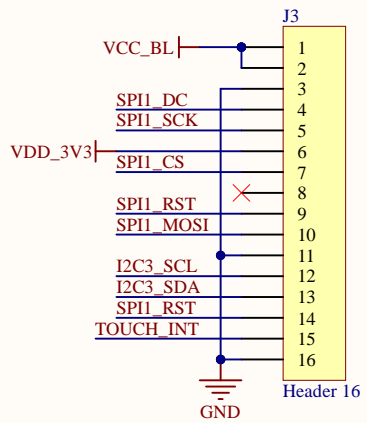 J3
VCC_BL 1
2
3
SPI1_DC 4
SPI1_SCK 5
VDD_3V3 6
SPI1_CS 7
8
SPI1_RST 9
SPI1_MOSI 10
11
I2C3_SCL 12
I2C3_SDA 13
SPI1_RST 14
TOUCH_INT 15
16
Header 16
GND